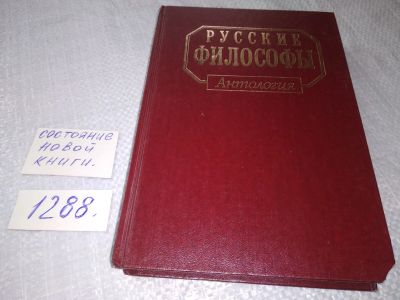 РУССКИЕ
ФИЛОСОФЫ
Антология
состояние
новой
книги.
1288.